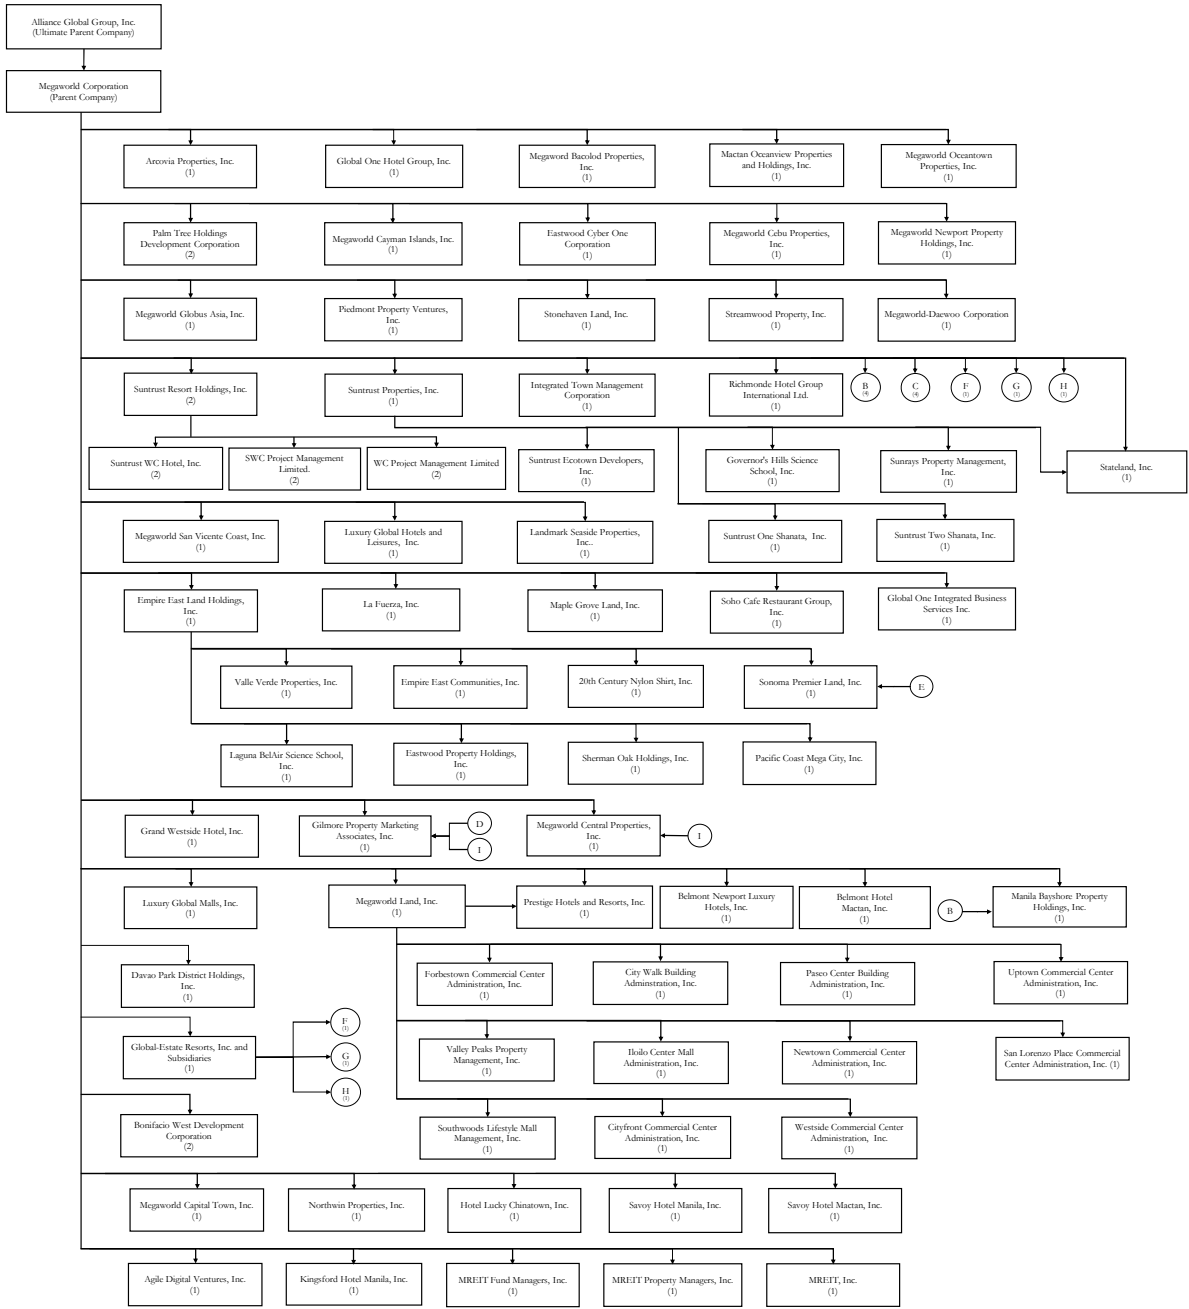 Alliance Global Group, Inc.
(Ultimate Parent Company)
Megaworld Corporation
(Parent Company)
Arcovia Properties, Inc.
(1)
Global One Hotel Group, Inc.
(1)
Megaword Bacolod Properties,
Inc.
(1)
Mactan Oceanview Properties
and Holdings, Inc.
(1)
Megaworld Oceantown
Properties, Inc.
(1)
Palm Tree Holdings
Development Corporation
(2)
Megaworld Cayman Islands, Inc.
(1)
Eastwood Cyber One
Corporation
(1)
Megaworld Cebu Properties,
Inc.
(1)
Megaworld Newport Property
Holdings, Inc.
(1)
Megaworld Globus Asia, Inc.
(1)
Piedmont Property Ventures,
Inc.
(1)
Stonehaven Land, Inc.
(1)
Streamwood Property, Inc.
(1)
Megaworld-Daewoo Corporation
(1)
Suntrust Resort Holdings, Inc.
(2)
Suntrust Properties, Inc.
(1)
Integrated Town Management
Corporation
(1)
Richmonde Hotel Group
International Ltd.
(1)
B
(4)
C
(4)
F
(1)
G
(1)
H
(1)
Suntrust WC Hotel, Inc.
(2)
SWC Project Management
Limited.
(2)
WC Project Management Limited
(2)
Suntrust Ecotown Developers,
Inc.
(1)
Governor's Hills Science
School, Inc.
(1)
Sunrays Property Management,
Inc.
(1)
Stateland, Inc.
(1)
Megaworld San Vicente Coast, Inc.
(1)
Luxury Global Hotels and
Leisures, Inc.
(1)
Landmark Seaside Properties,
Inc..
(1)
Suntrust One Shanata, Inc.
(1)
Suntrust Two Shanata, Inc.
(1)
Empire East Land Holdings,
Inc.
(1)
La Fuerza, Inc.
(1)
Maple Grove Land, Inc.
(1)
Soho Cafe Restaurant Group,
Inc.
(1)
Global One Integrated Business
Services Inc.
(1)
Valle Verde Properties, Inc.
(1)
Empire East Communities, Inc.
(1)
20th Century Nylon Shirt, Inc.
(1)
Sonoma Premier Land, Inc.
(1)
E
Laguna BelAir Science School,
Inc.
(1)
Eastwood Property Holdings,
Inc.
(1)
Sherman Oak Holdings, Inc.
(1)
Pacific Coast Mega City, Inc.
(1)
Grand Westside Hotel, Inc.
(1)
Gilmore Property Marketing
Associates, Inc.
(1)
D
I
Megaworld Central Properties,
Inc.
(1)
I
Luxury Global Malls, Inc.
(1)
Megaworld Land, Inc.
(1)
Prestige Hotels and Resorts, Inc.
(1)
Belmont Newport Luxury
Hotels, Inc.
(1)
Belmont Hotel
Mactan, Inc.
(1)
B
Manila Bayshore Property
Holdings, Inc.
(1)
Davao Park District Holdings,
Inc.
(1)
Forbestown Commercial Center
Administration, Inc.
(1)
City Walk Building
Adminstration, Inc.
(1)
Paseo Center Building
Administration, Inc.
(1)
Uptown Commercial Center
Administration, Inc.
(1)
Global-Estate Resorts, Inc. and
Subsidiaries
(1)
F
(1)
G
(1)
H
(1)
Valley Peaks Property
Management, Inc.
(1)
Iloilo Center Mall
Administration, Inc.
(1)
Newtown Commercial Center
Administration, Inc.
(1)
San Lorenzo Place Commercial
Center Administration, Inc. (1)
Bonifacio West Development
Corporation
(2)
Southwoods Lifestyle Mall
Management, Inc.
(1)
Cityfront Commercial Center
Administration, Inc.
(1)
Westside Commercial Center
Administration, Inc.
(1)
Megaworld Capital Town, Inc.
(1)
Northwin Properties, Inc.
(1)
Hotel Lucky Chinatown, Inc.
(1)
Savoy Hotel Manila, Inc.
(1)
Savoy Hotel Mactan, Inc.
(1)
Agile Digital Ventures, Inc.
(1)
Kingsford Hotel Manila, Inc.
(1)
MREIT Fund Managers, Inc.
(1)
MREIT Property Managers, Inc.
(1)
MREIT, Inc.
(1)